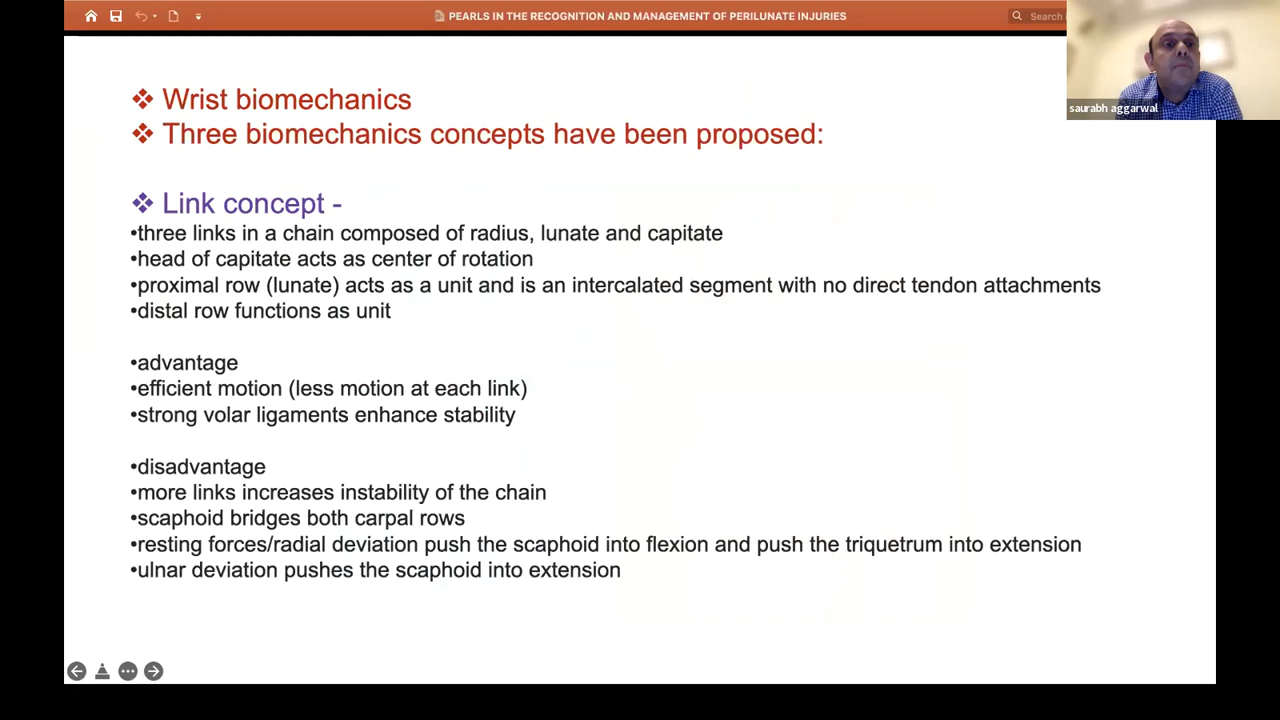 PEARLS IN THE RECOGNITION AND MANAGEMENT OF PERILUNATE INJURIES
Search
saurabh aggarwal
❖ Wrist biomechanics
❖ Three biomechanics concepts have been proposed:
❖ Link concept -
•three links in a chain composed of radius, lunate and capitate
•head of capitate acts as center of rotation
•proximal row (lunate) acts as a unit and is an intercalated segment with no direct tendon attachments
•distal row functions as unit
•advantage
•efficient motion (less motion at each link)
•strong volar ligaments enhance stability
•disadvantage
•more links increases instability of the chain
•scaphoid bridges both carpal rows
•resting forces/radial deviation push the scaphoid into flexion and push the triquetrum into extension
•ulnar deviation pushes the scaphoid into extension